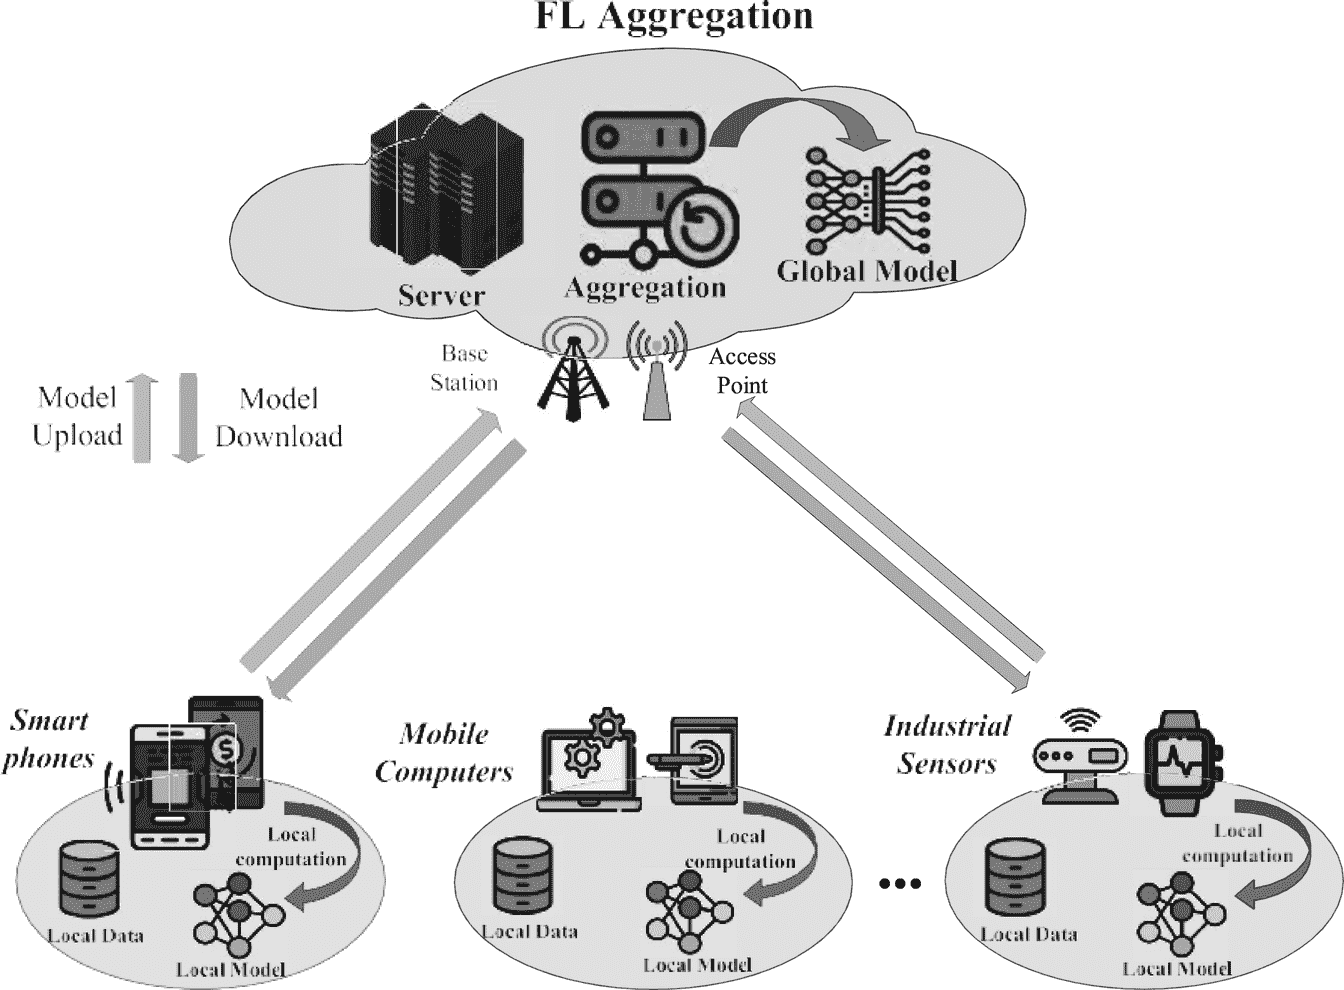 FL Aggregation
Server
Aggregation
Global Model
Base
Station
Access
Point
Model
Upload
Model
Download
Smart
phones
Mobile
Computers
Industrial
Sensors
$
Local
computation
Local Data
Local Model
Local
computation
Local Data
Local Model
Local
computation
Local Data
Local Model